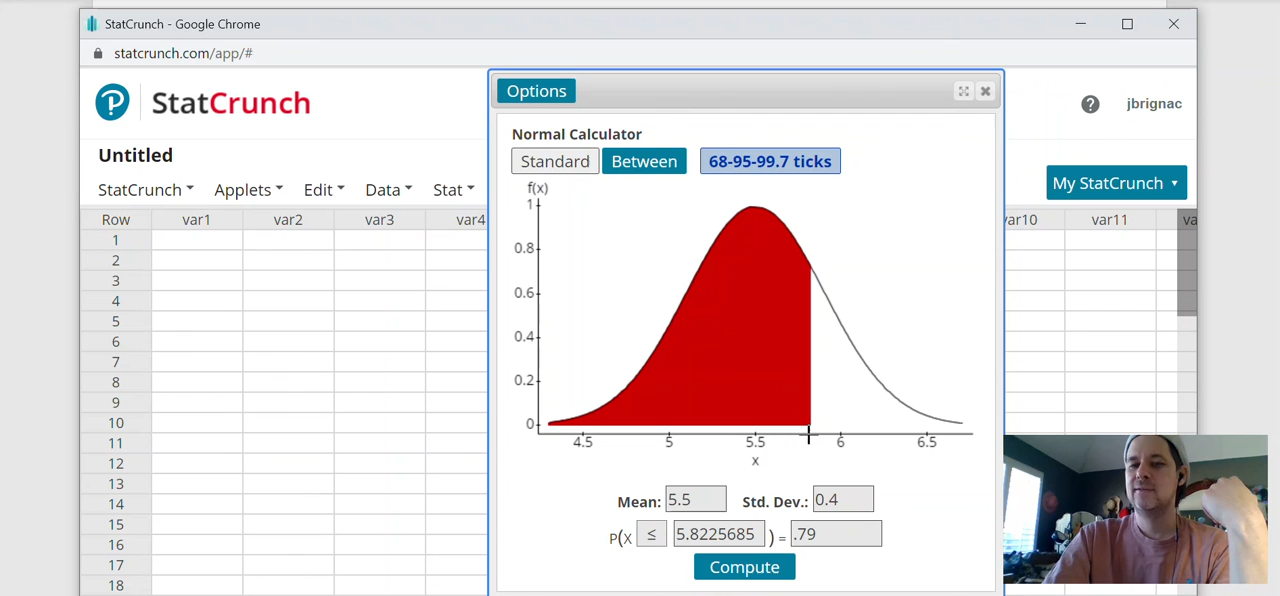 StatCrunch - Google Chrome
statcrunch.com/app/#
P StatCrunch
Options
jbrignac
Normal Calculator
Untitled
Standard Between 68-95-99.7 ticks
StatCrunch Applets Edit Data Stat
My StatCrunch
f(x)
Row var1 var2 var3 var4 var10 var11 va
1
2
3
4
5
6
7
8
9
10
11
12
13
14
15
16
17
18
1
0.8
0.6
0.4
0.2
0
4.5 5 5.5 6 6.5
x
Mean: 5.5 Std. Dev.: 0.4
P(X ≤ 5.8225685 ) = .79
Compute